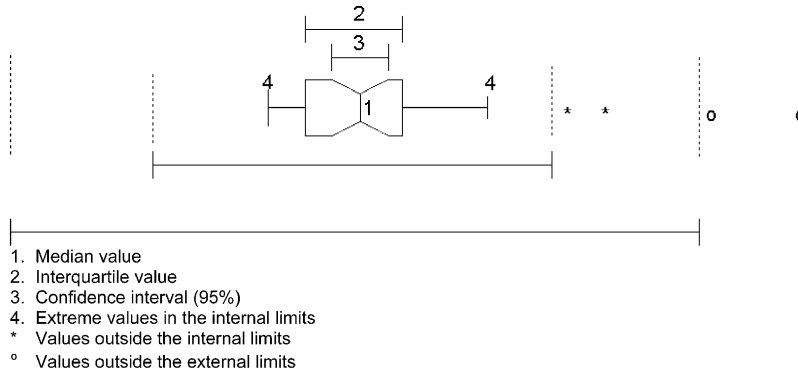 2
3
4
4
1
* * o
1. Median value
2. Interquartile value
3. Confidence interval (95%)
4. Extreme values in the internal limits
* Values outside the internal limits
o Values outside the external limits